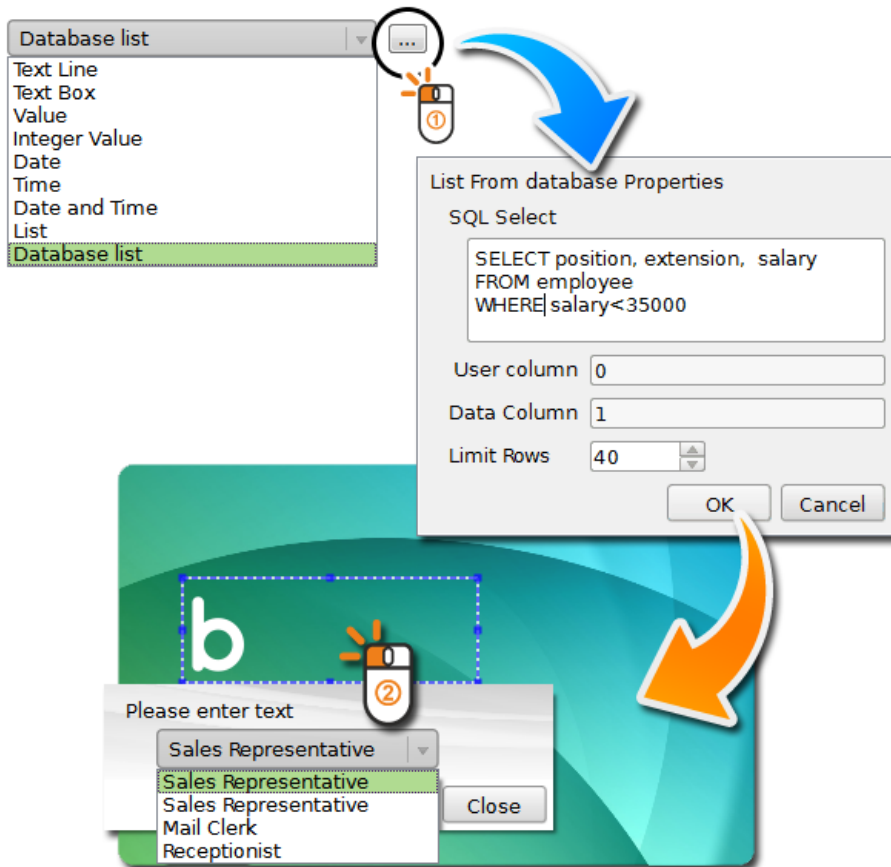 Database list
...
Text Line
Text Box
Value
Integer Value
Date
Time
Date and Time
List
Database list
1
List From database Properties
SQL Select
SELECT position, extension, salary
FROM employee
WHERE salary<35000
User column 0
Data Column 1
Limit Rows 40
OK Cancel
b
2
Please enter text
Sales Representative
Sales Representative
Sales Representative
Mail Clerk
Receptionist
Close